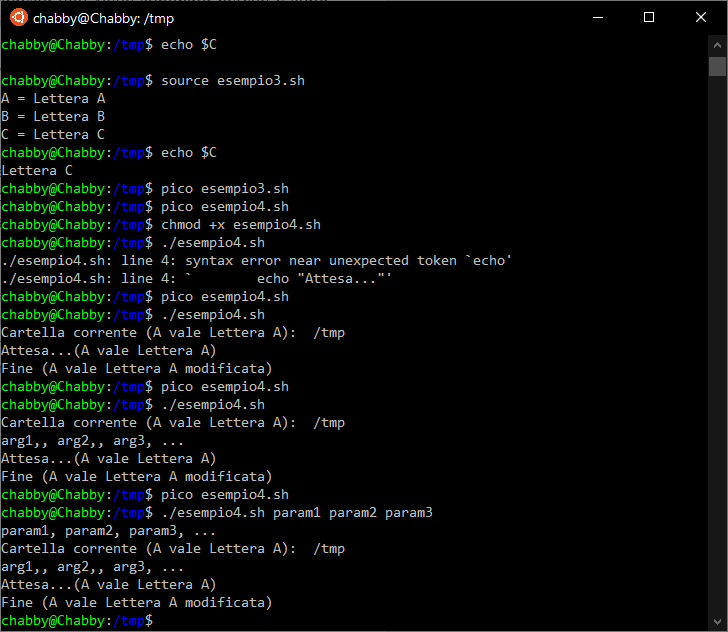 chabby@Chabby: /tmp
chabby@Chabby:/tmp$ echo $C
chabby@Chabby:/tmp$ source esempio3.sh
A = Lettera A
B = Lettera B
C = Lettera C
chabby@Chabby:/tmp$ echo $C
Lettera C
chabby@Chabby:/tmp$ pico esempio3.sh
chabby@Chabby:/tmp$ pico esempio4.sh
chabby@Chabby:/tmp$ chmod +x esempio4.sh
chabby@Chabby:/tmp$ ./esempio4.sh
./esempio4.sh: line 4: syntax error near unexpected token `echo'
./esempio4.sh: line 4: `        echo "Attesa..."'
chabby@Chabby:/tmp$ pico esempio4.sh
chabby@Chabby:/tmp$ ./esempio4.sh
Cartella corrente (A vale Lettera A):  /tmp
Attesa...(A vale Lettera A)
Fine (A vale Lettera A modificata)
chabby@Chabby:/tmp$ pico esempio4.sh
chabby@Chabby:/tmp$ ./esempio4.sh
Cartella corrente (A vale Lettera A):  /tmp
arg1,, arg2,, arg3, ...
Attesa...(A vale Lettera A)
Fine (A vale Lettera A modificata)
chabby@Chabby:/tmp$ pico esempio4.sh
chabby@Chabby:/tmp$ ./esempio4.sh param1 param2 param3
param1, param2, param3, ...
Cartella corrente (A vale Lettera A):  /tmp
arg1,, arg2,, arg3, ...
Attesa...(A vale Lettera A)
Fine (A vale Lettera A modificata)
chabby@Chabby:/tmp$